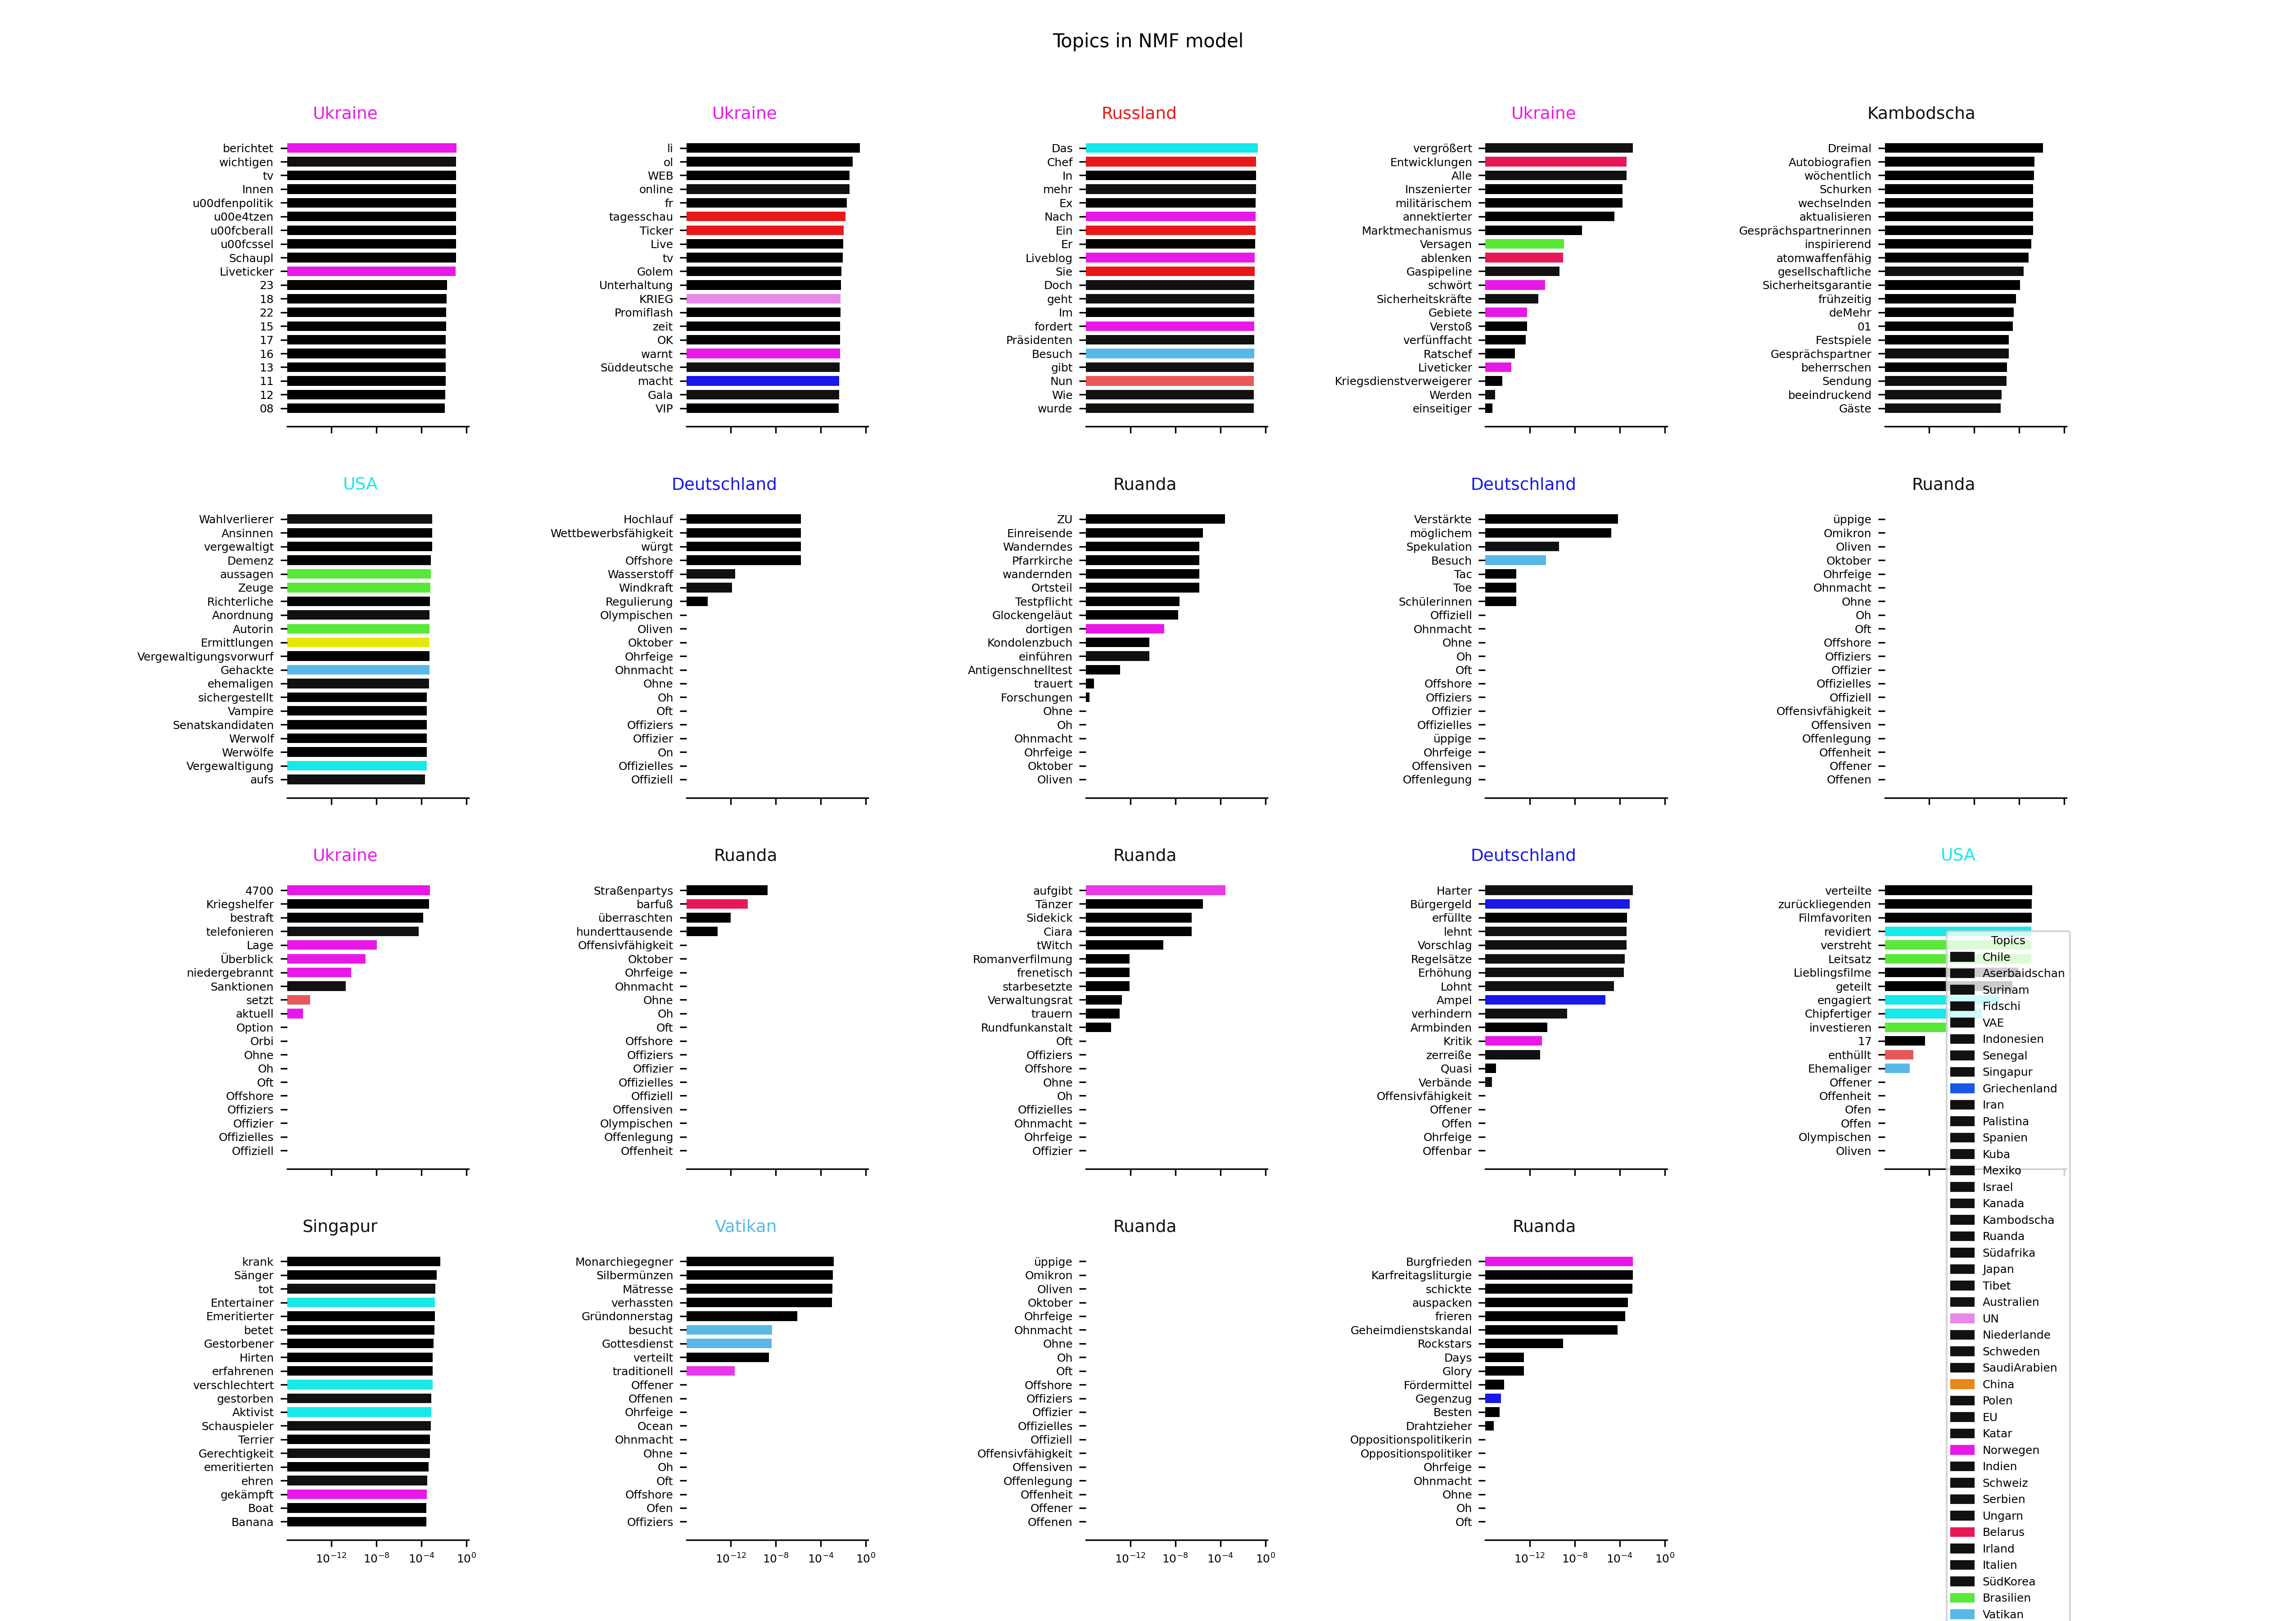 Topics in NMF model
Ukraine
berichtet
wichtigen
tv
Innen
u00dfenpolitik
u00e4tzen
u00fcberall
u00fcssel
Schaupl
Liveticker
23
18
22
15
17
16
13
11
12
08
Ukraine
li
ol
WEB
online
fr
tagesschau
Ticker
Live
tv
Golem
Unterhaltung
KRIEG
Promiflash
zeit
OK
warnt
Süddeutsche
macht
Gala
VIP
Russland
Das
Chef
In
mehr
Ex
Nach
Ein
Er
Liveblog
Sie
Doch
geht
Im
fordert
Präsidenten
Besuch
gibt
Nun
Wie
wurde
Ukraine
vergrößert
Entwicklungen
Alle
Inszenierter
militärischem
annektierter
Marktmechanismus
Versagen
ablenken
Gaspipeline
schwört
Sicherheitskräfte
Gebiete
Verstoß
verfünffacht
Ratschef
Liveticker
Kriegsdienstverweigerer
Werden
einseitiger
Kambodscha
Dreimal
Autobiografien
wöchentlich
Schurken
wechselnden
aktualisieren
Gesprächspartnerinnen
inspirierend
atomwaffenfähig
gesellschaftliche
Sicherheitsgarantie
frühzeitig
deMehr
01
Festspiele
Gesprächspartner
beherrschen
Sendung
beeindruckend
Gäste
USA
Wahlverlierer
Ansinnen
vergewaltigt
Demenz
aussagen
Zeuge
Richterliche
Anordnung
Autorin
Ermittlungen
Vergewaltigungsvorwurf
Gehackte
ehemaligen
sichergestellt
Vampire
Senatskandidaten
Werwolf
Werwölfe
Vergewaltigung
aufs
Deutschland
Hochlauf
Wettbewerbsfähigkeit
würgt
Offshore
Wasserstoff
Windkraft
Regulierung
Olympischen
Oliven
Oktober
Ohrfeige
Ohnmacht
Ohne
Oh
Oft
Offiziers
Offizier
On
Offizielles
Offiziell
Ruanda
ZU
Einreisende
Wanderndes
Pfarrkirche
wandernden
Ortsteil
Testpflicht
Glockengeläut
dortigen
Kondolenzbuch
einführen
Antigenschnelltest
trauert
Forschungen
Ohne
Oh
Ohnmacht
Ohrfeige
Oktober
Oliven
Deutschland
Verstärkte
möglichem
Spekulation
Besuch
Tac
Toe
Schülerinnen
Offiziell
Ohnmacht
Ohne
Oh
Oft
Offshore
Offiziers
Offizier
Offizielles
üppige
Ohrfeige
Offensiven
Offenlegung
Ruanda
üppige
Omikron
Oliven
Oktober
Ohrfeige
Ohnmacht
Ohne
Oh
Oft
Offshore
Offiziers
Offizier
Offizielles
Offiziell
Offensivfähigkeit
Offensiven
Offenlegung
Offenheit
Offener
Offenen
Ukraine
4700
Kriegshelfer
bestraft
telefonieren
Lage
Überblick
niedergebrannt
Sanktionen
setzt
aktuell
Option
Orbi
Ohne
Oh
Oft
Offshore
Offiziers
Offizier
Offizielles
Offiziell
Ruanda
Straßenpartys
barfuß
überraschten
hunderttausende
Offensivfähigkeit
Oktober
Ohrfeige
Ohnmacht
Ohne
Oh
Oft
Offshore
Offiziers
Offizier
Offizielles
Offiziell
Offensiven
Olympischen
Offenlegung
Offenheit
Ruanda
aufgibt
Tänzer
Sidekick
Ciara
tWitch
Romanverfilmung
frenetisch
starbesetzte
Verwaltungsrat
trauern
Rundfunkanstalt
Oft
Offiziers
Offshore
Ohne
Oh
Offizielles
Ohnmacht
Ohrfeige
Offizier
Deutschland
Harter
Bürgergeld
erfüllte
lehnt
Vorschlag
Regelsätze
Erhöhung
Lohnt
Ampel
verhindern
Armbinden
Kritik
zerreiße
Quasi
Verbände
Offensivfähigkeit
Offener
Offen
Ohrfeige
Offenbar
USA
verteilte
zurückliegenden
Filmfavoriten
revidiert
verstreht
Leitsatz
Lieblingsfilme
geteilt
engagiert
Chipfertiger
investieren
17
enthüllt
Ehemaliger
Offener
Offenheit
Ofen
Offen
Olympischen
Oliven
Singapur
krank
Sänger
tot
Entertainer
Emeritierter
betet
Gestorbener
Hirten
erfahrenen
verschlechtert
gestorben
Aktivist
Schauspieler
Terrier
Gerechtigkeit
emeritierten
ehren
gekämpft
Boat
Banana
10⁻¹² 10⁻⁸ 10⁻⁴ 10⁰
Vatikan
Monarchiegegner
Silbermünzen
Mätresse
verhassten
Gründonnerstag
besucht
Gottesdienst
verteilt
traditionell
Offener
Offenen
Ohrfeige
Ocean
Ohnmacht
Ohne
Oh
Oft
Offshore
Ofen
Offiziers
10⁻¹² 10⁻⁸ 10⁻⁴ 10⁰
Ruanda
üppige
Omikron
Oliven
Oktober
Ohrfeige
Ohnmacht
Ohne
Oh
Oft
Offshore
Offiziers
Offizier
Offizielles
Offiziell
Offensivfähigkeit
Offensiven
Offenlegung
Offenheit
Offener
Offenen
10⁻¹² 10⁻⁸ 10⁻⁴ 10⁰
Ruanda
Burgfrieden
Karfreitagsliturgie
schickte
auspacken
frieren
Geheimdienstskandal
Rockstars
Days
Glory
Fördermittel
Gegenzug
Besten
Drahtzieher
Oppositionspolitikerin
Oppositionspolitiker
Ohrfeige
Ohnmacht
Ohne
Oh
Oft
10⁻¹² 10⁻⁸ 10⁻⁴ 10⁰
Topics
Chile
Aserbaidschan
Surinam
Fidschi
VAE
Indonesien
Senegal
Singapur
Griechenland
Iran
Palistina
Spanien
Kuba
Mexiko
Israel
Kanada
Kambodscha
Ruanda
Südafrika
Japan
Tibet
Australien
UN
Niederlande
Schweden
SaudiArabien
China
Polen
EU
Katar
Norwegen
Indien
Schweiz
Serbien
Ungarn
Belarus
Irland
Italien
SüdKorea
Brasilien
Vatikan